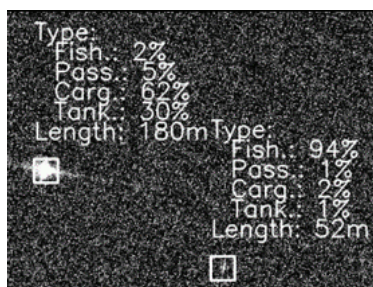 Type:
Fish.: 2%
Pass.: 5%
Carg.: 62%
Tank.: 30%
Length: 180m
Type:
Fish.: 94%
Pass.: 1%
Carg.: 2%
Tank.: 1%
Length: 52m